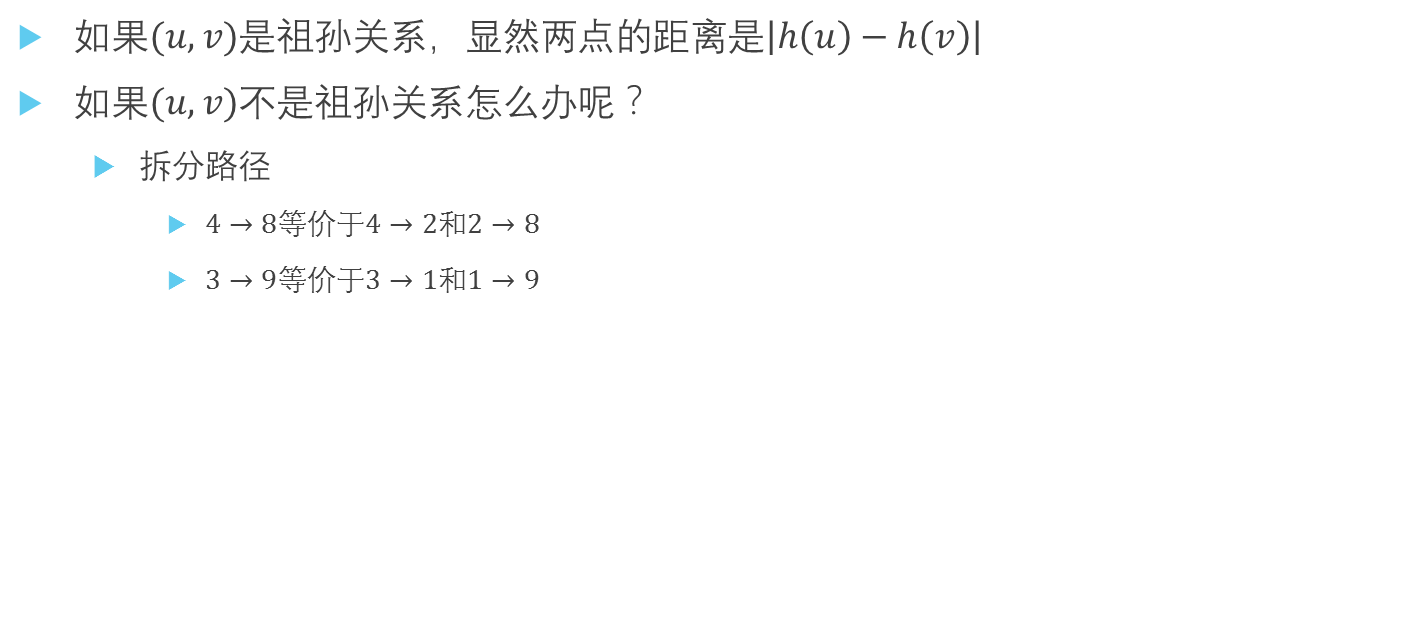 如果(u, v)是祖孙关系，显然两点的距离是|h(u) − h(v)|
如果(u, v)不是祖孙关系怎么办呢？
拆分路径
4 → 8等价于4 → 2和2 → 8
3 → 9等价于3 → 1和1 → 9